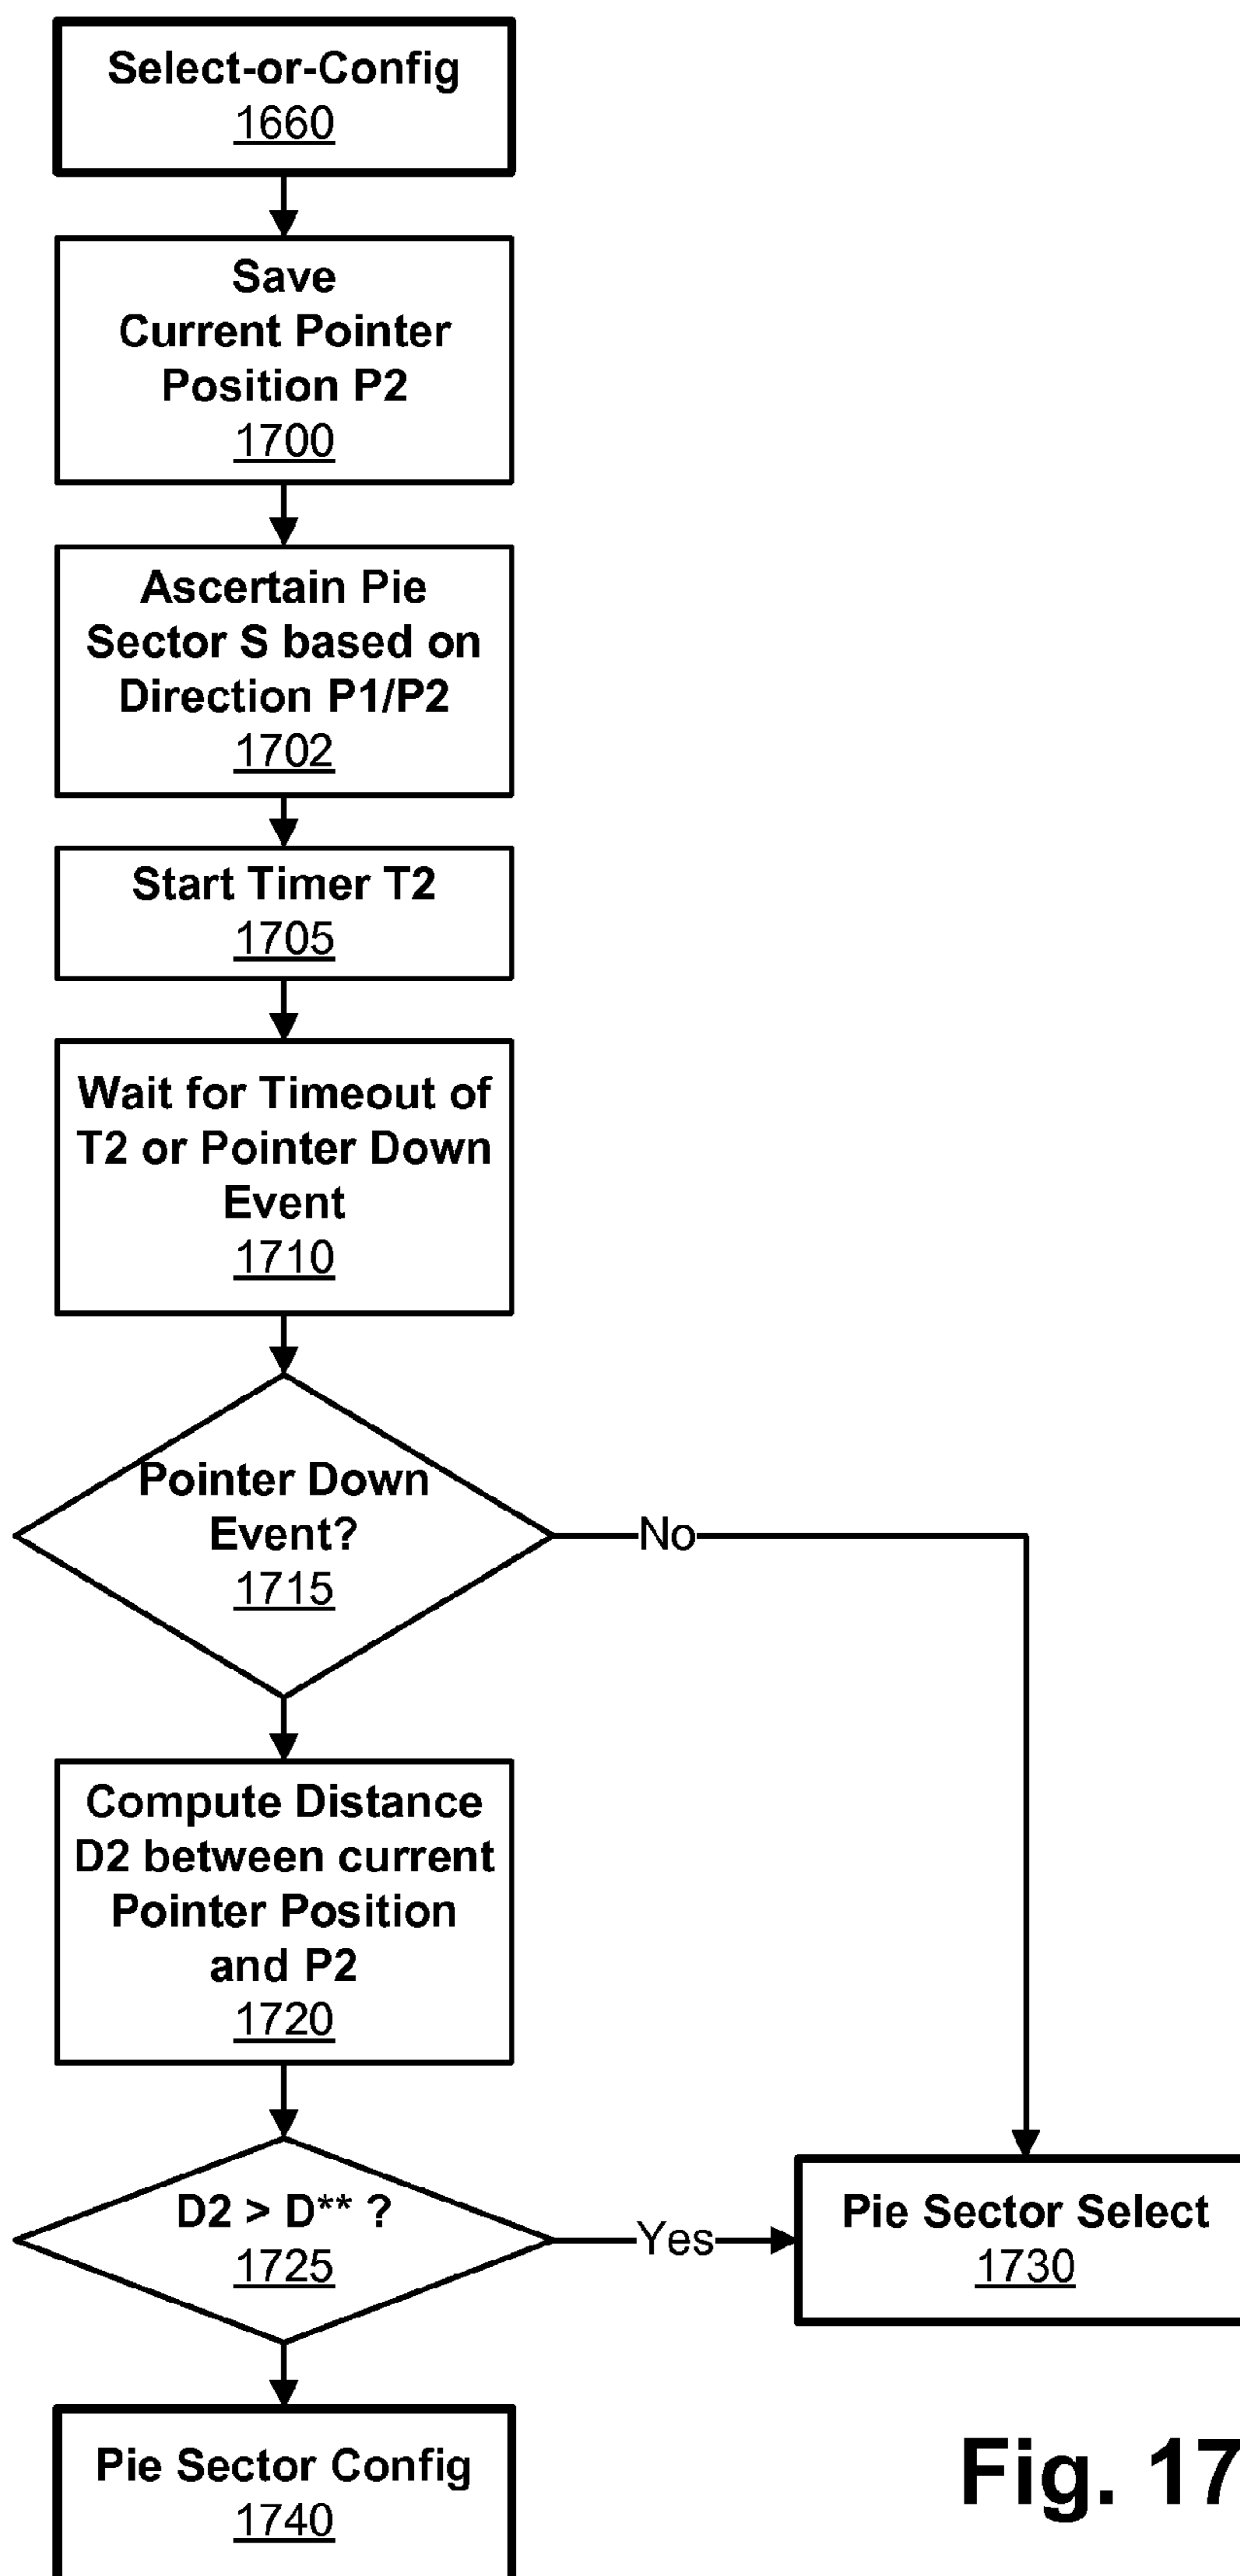 Select-or-Config
1660
Save
Current Pointer
Position P2
1700
Ascertain Pie
Sector S based on
Direction P1/P2
1702
Start Timer T2
1705
Wait for Timeout of
T2 or Pointer Down
Event
1710
Pointer Down
Event?
1715
No
Compute Distance
D2 between current
Pointer Position
and P2
1720
D2 > D** ?
1725
Yes
Pie Sector Select
1730
Pie Sector Config
1740
Fig. 17